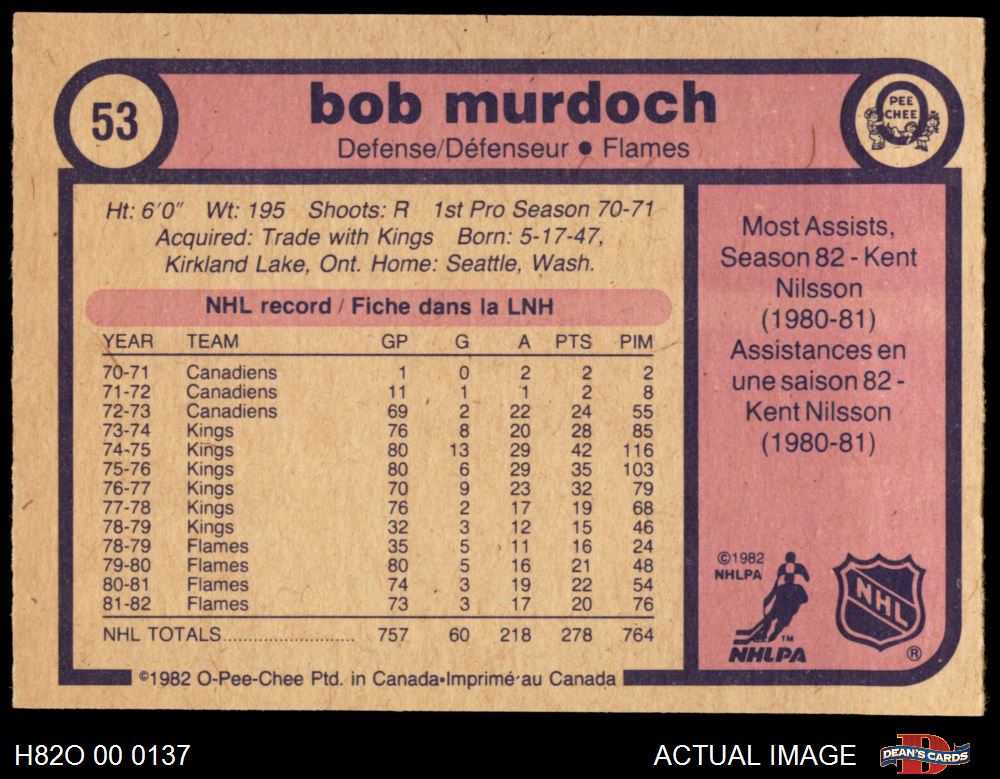 53
bob murdoch
Defense/Défenseur ● Flames
PEE
CHEE
Ht: 6'0" Wt: 195 Shoots: R 1st Pro Season 70-71
Acquired: Trade with Kings Born: 5-17-47,
Kirkland Lake, Ont. Home: Seattle, Wash.
NHL record / Fiche dans la LNH
YEAR TEAM GP G A PTS PIM
70-71 Canadiens 1 0 2 2 2
71-72 Canadiens 11 1 1 2 8
72-73 Canadiens 69 2 22 24 55
73-74 Kings 76 8 20 28 85
74-75 Kings 80 13 29 42 116
75-76 Kings 80 6 29 35 103
76-77 Kings 70 9 23 32 79
77-78 Kings 76 2 17 19 68
78-79 Kings 32 3 12 15 46
78-79 Flames 35 5 11 16 24
79-80 Flames 80 5 16 21 48
80-81 Flames 74 3 19 22 54
81-82 Flames 73 3 17 20 76
NHL TOTALS........................ 757 60 218 278 764
Most Assists,
Season 82 - Kent
Nilsson
(1980-81)
Assistances en
une saison 82 -
Kent Nilsson
(1980-81)
©1982
NHLPA
TM
NHLPA
NHL
®
©1982 O-Pee-Chee Ptd. in Canada•Imprimé au Canada
H82O 00 0137
ACTUAL IMAGE
DEAN'S CARDS